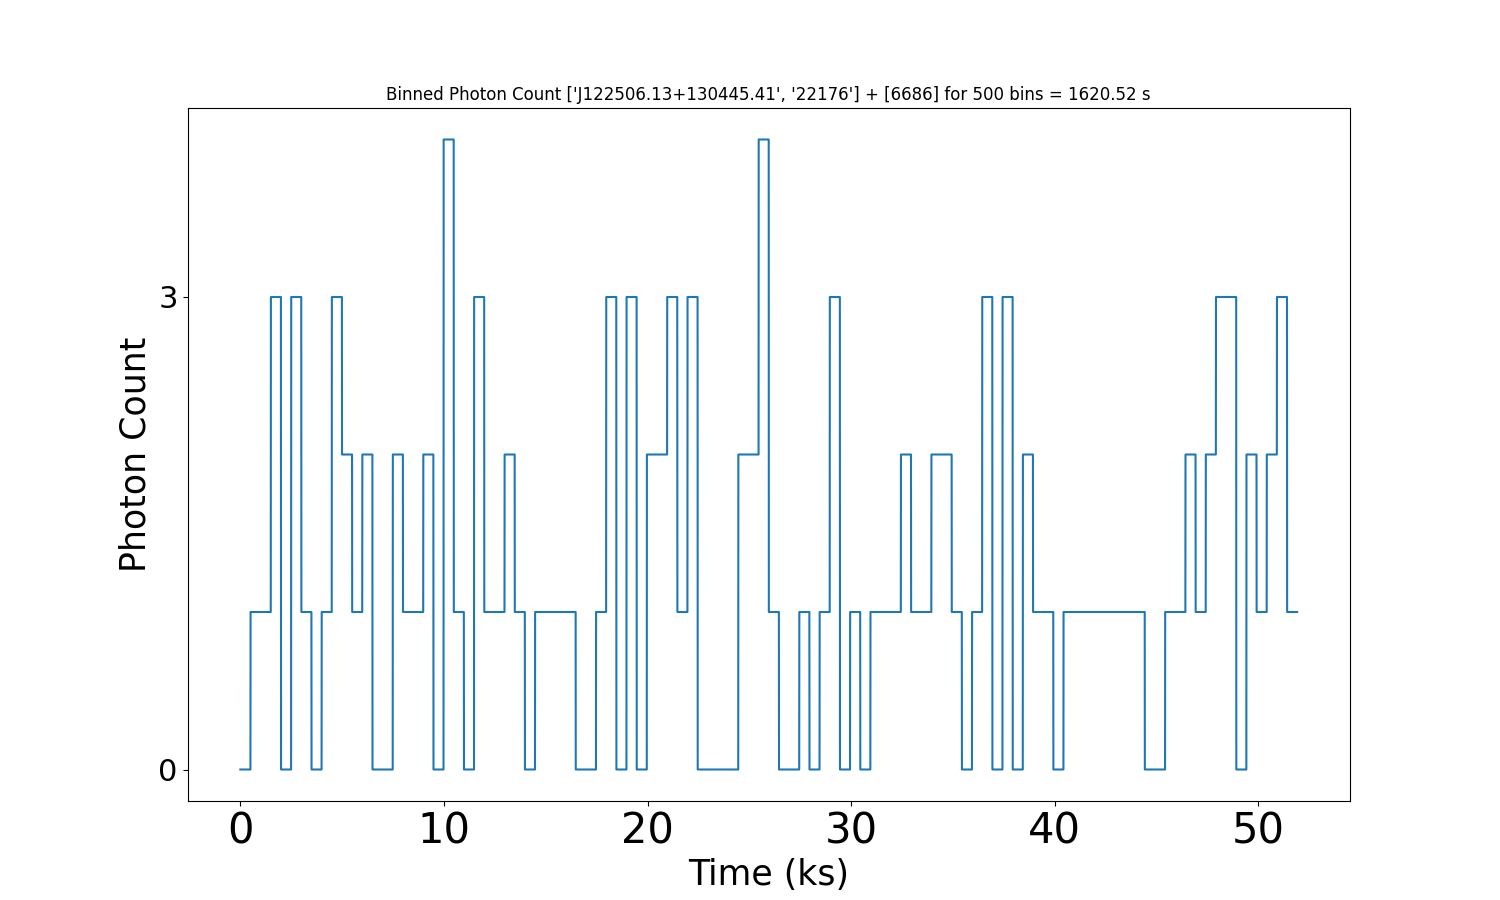 Binned Photon Count ['J122506.13+130445.41', '22176'] + [6686] for 500 bins = 1620.52 s
Photon Count
3
0
0 10 20 30 40 50
Time (ks)